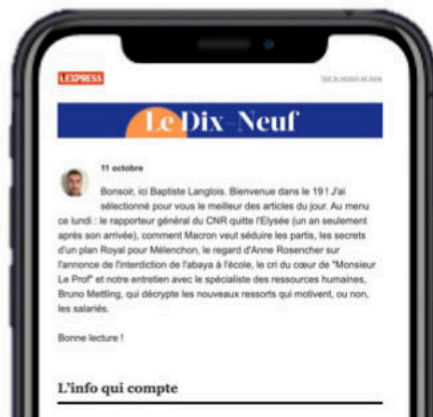 L'EXPRESS
Voir la version en ligne
Le Dix-Neuf
11 octobre
Bonsoir, ici Baptiste Langlois. Bienvenue dans le 19 ! J'ai
sélectionné pour vous le meilleur des articles du jour. Au menu
ce lundi : le rapporteur général du CNR quitte l'Elysée (un an seulement
après son arrivée), comment Macron veut séduire les partis, les secrets
d'un plan Royal pour Mélenchon, le regard d'Anne Rosencher sur
l'annonce de l'interdiction de l'abaya à l'école, le cri du cœur de "Monsieur
Le Prof" et notre entretien avec le spécialiste des ressources humaines,
Bruno Mettling, qui décrypte les nouveaux ressorts qui motivent, ou non,
les salariés.
Bonne lecture !
L'info qui compte